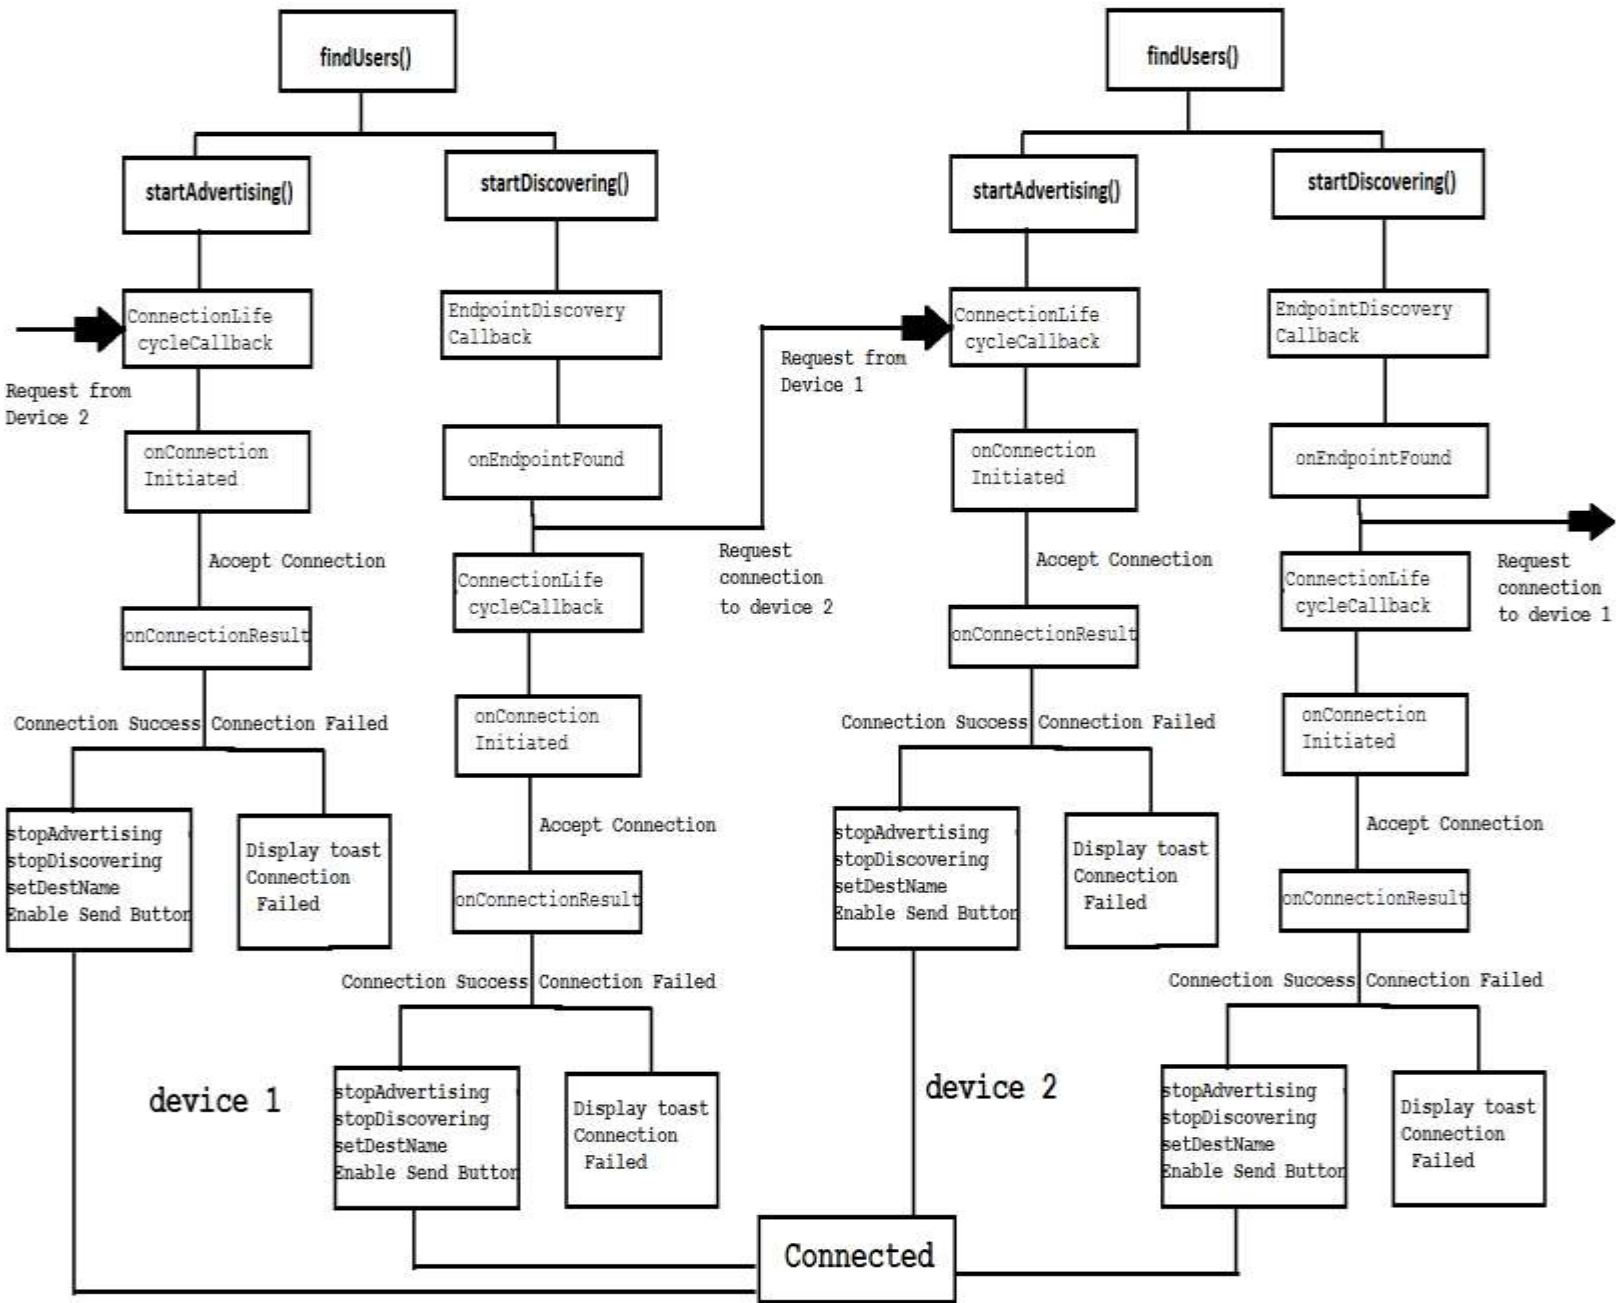 findUsers()
startAdvertising()
startDiscovering()
ConnectionLife
cycleCallback
Request from
Device 2
EndpointDiscovery
Callback
onConnection
Initiated
onEndpointFound
Accept Connection
Request
connection
to device 2
ConnectionLife
cycleCallback
onConnectionResult
Connection Success
Connection Failed
onConnection
Initiated
stopAdvertising
stopDiscovering
setDestName
Enable Send Button
Display toast
Connection
Failed
Accept Connection
onConnectionResult
Connection Success
Connection Failed
device 1
stopAdvertising
stopDiscovering
setDestName
Enable Send Button
Display toast
Connection
Failed
findUsers()
startAdvertising()
startDiscovering()
Request from
Device 1
ConnectionLife
cycleCallback
EndpointDiscovery
Callback
onConnection
Initiated
onEndpointFound
Accept Connection
Request
connection
to device 1
ConnectionLife
cycleCallback
onConnectionResult
Connection Success
Connection Failed
onConnection
Initiated
stopAdvertising
stopDiscovering
setDestName
Enable Send Button
Display toast
Connection
Failed
Accept Connection
onConnectionResult
Connection Success
Connection Failed
device 2
stopAdvertising
stopDiscovering
setDestName
Enable Send Button
Display toast
Connection
Failed
Connected